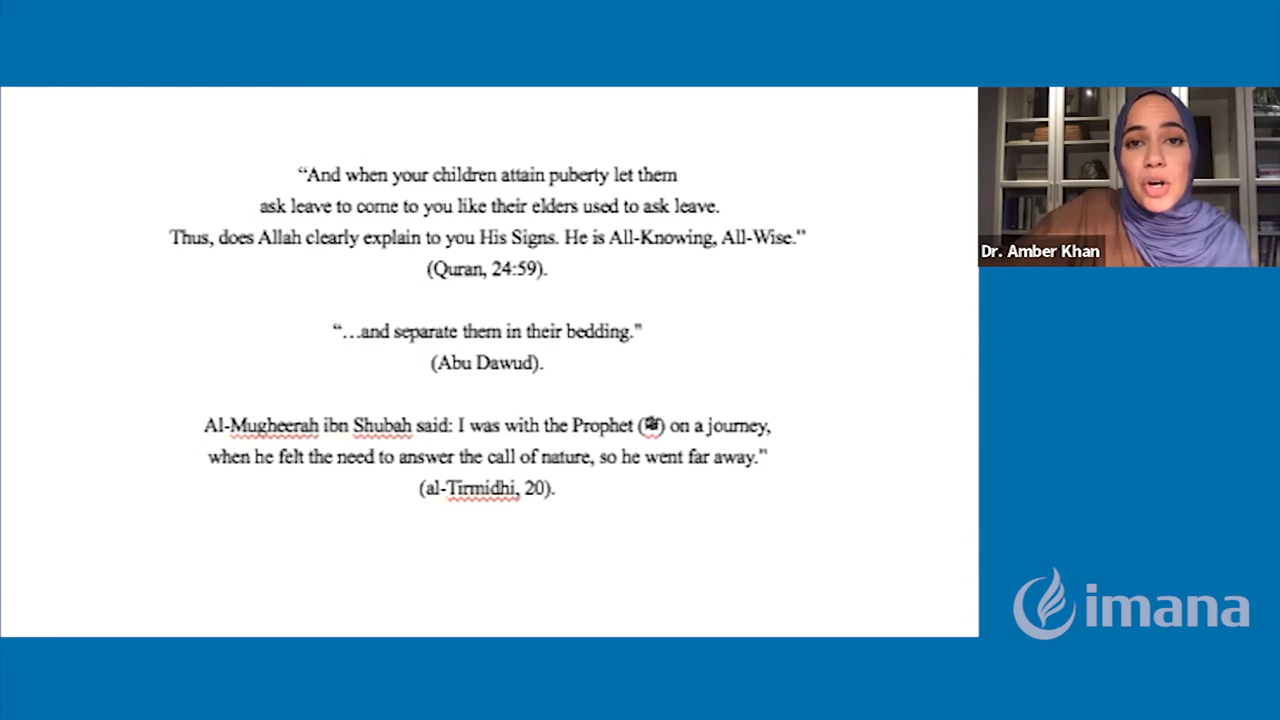 “And when your children attain puberty let them
ask leave to come to you like their elders used to ask leave.
Thus, does Allah clearly explain to you His Signs. He is All-Knowing, All-Wise.”
(Quran, 24:59).
“…and separate them in their bedding."
(Abu Dawud).
Al-Mugheerah ibn Shubah said: I was with the Prophet (ﷺ) on a journey,
when he felt the need to answer the call of nature, so he went far away.”
(al-Tirmidhi, 20).
Dr. Amber Khan
imana